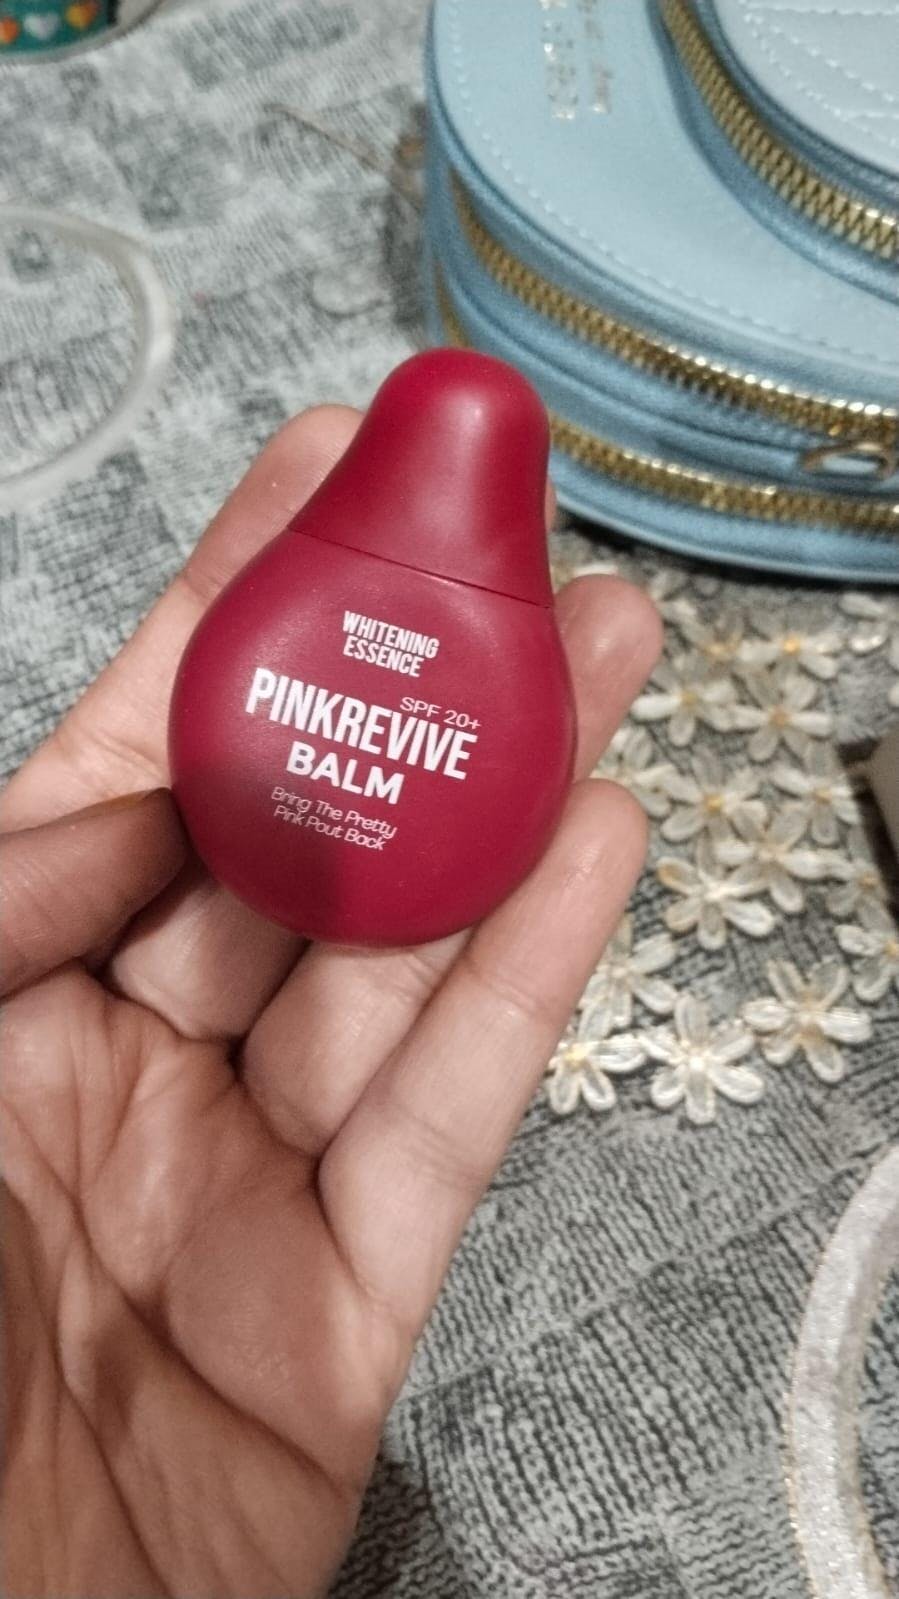 WHITENING
ESSENCE
SPF 20+
PINKREVIVE
BALM
Bring The Pretty
Pink Pout Back